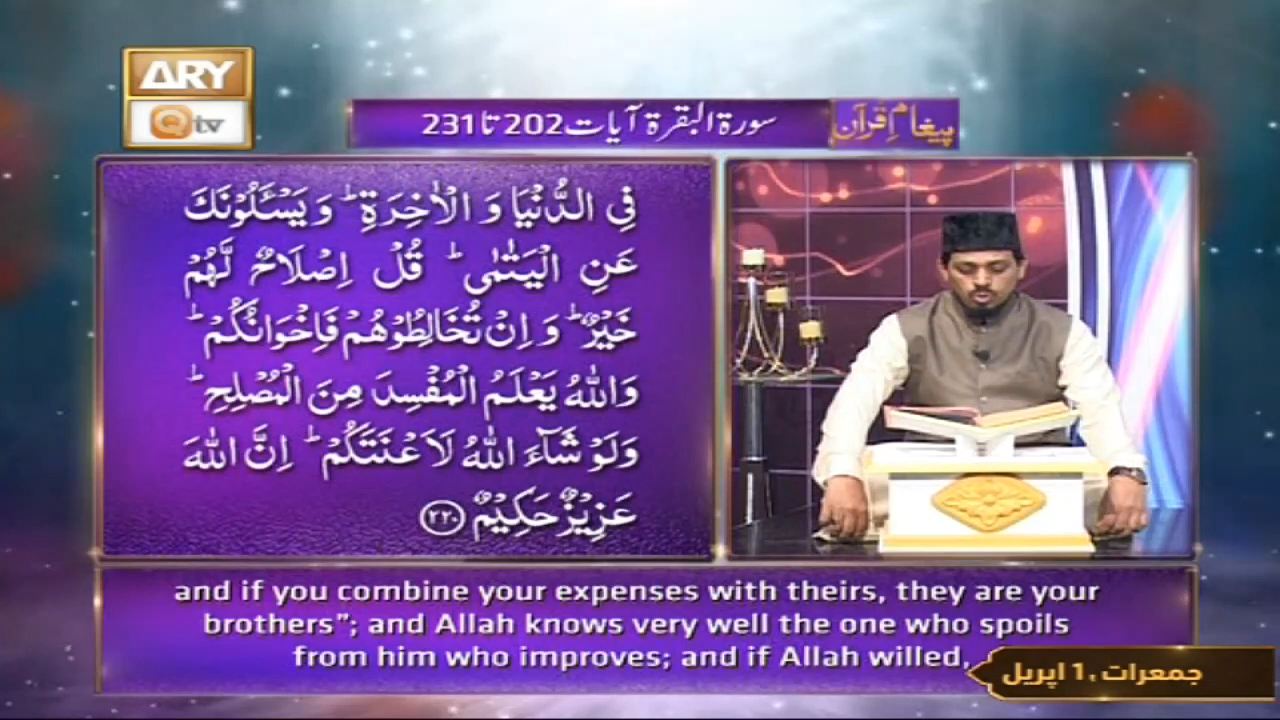 ARY
Qtv
پیغامِ قرآن
سورۃ البقرۃ آیات 202 تا 231
فِی الدُّنْیَا وَ الْاٰخِرَةِ ؕ وَ یَسْـَٔلُوْنَكَ
عَنِ الْیَتٰمٰی ؕ قُلْ اِصْلَاحٌ لَّهُمْ
خَیْرٌ ؕ وَ اِنْ تُخَالِطُوْهُمْ فَاِخْوَانُكُمْ ؕ
وَاللّٰهُ یَعْلَمُ الْمُفْسِدَ مِنَ الْمُصْلِحِ ؕ
وَلَوْ شَآءَ اللّٰهُ لَاَعْنَتَكُمْ ؕ اِنَّ اللّٰهَ
عَزِیْزٌ حَكِیْمٌ ﴿۲۲۰﴾
and if you combine your expenses with theirs, they are your
brothers”; and Allah knows very well the one who spoils
from him who improves; and if Allah willed,
جمعرات، 1 اپریل